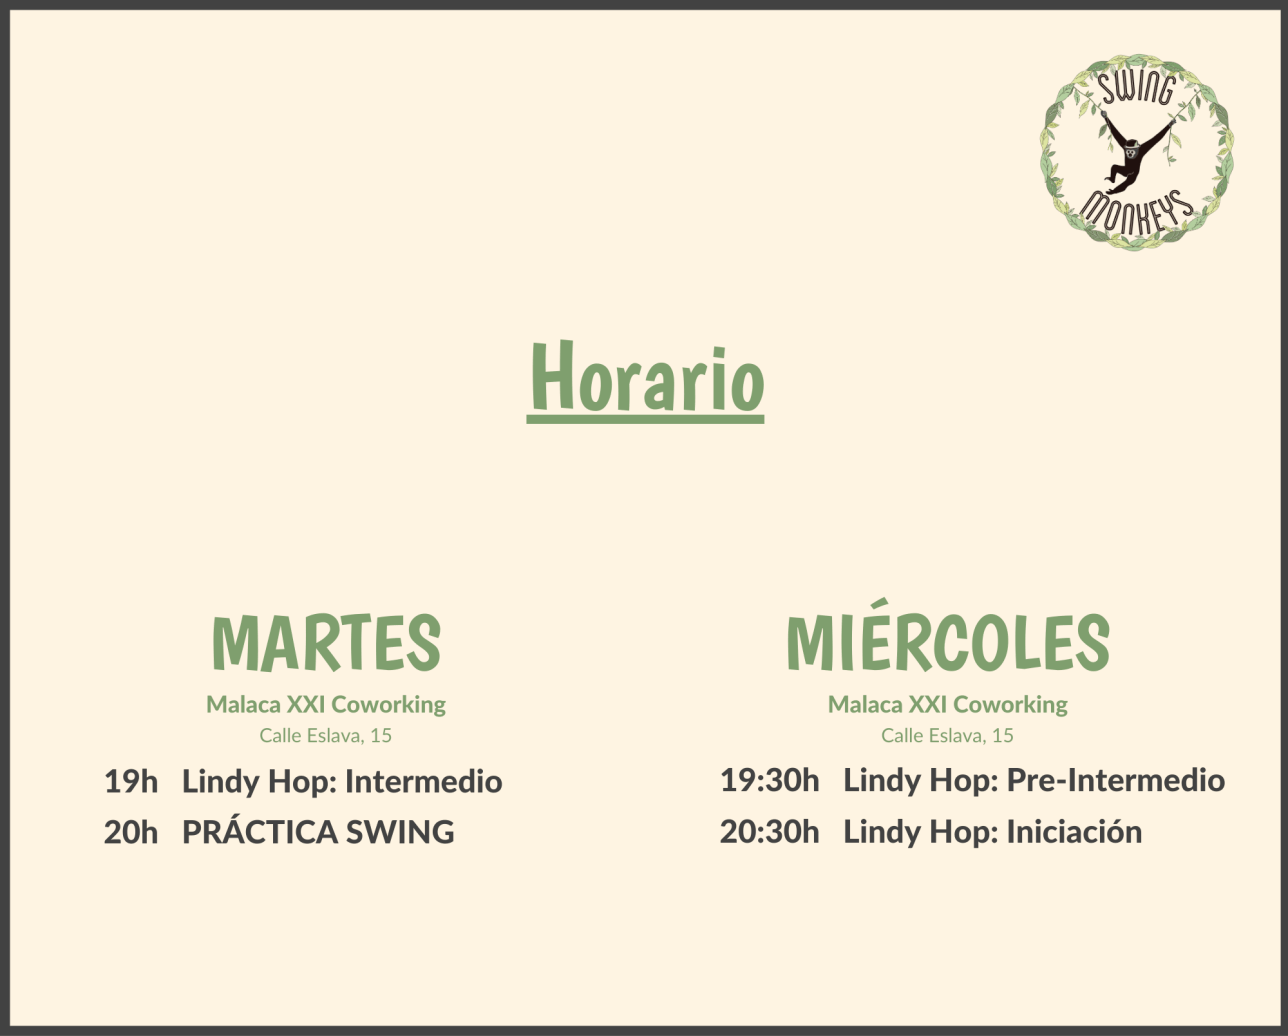 SWING
MONKEYS
Horario
MARTES
Malaca XXI Coworking
Calle Eslava, 15
19h Lindy Hop: Intermedio
20h PRÁCTICA SWING
MIÉRCOLES
Malaca XXI Coworking
Calle Eslava, 15
19:30h Lindy Hop: Pre-Intermedio
20:30h Lindy Hop: Iniciación